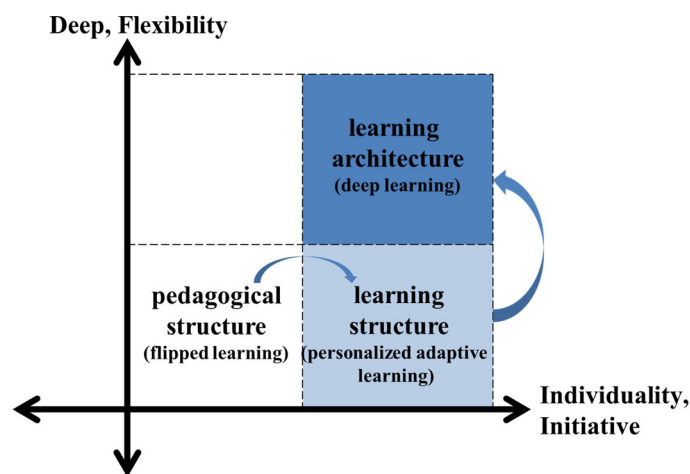 Deep, Flexibility
learning
architecture
(deep learning)
pedagogical
structure
(flipped learning)
learning
structure
(personalized adaptive
learning)
Individuality,
Initiative